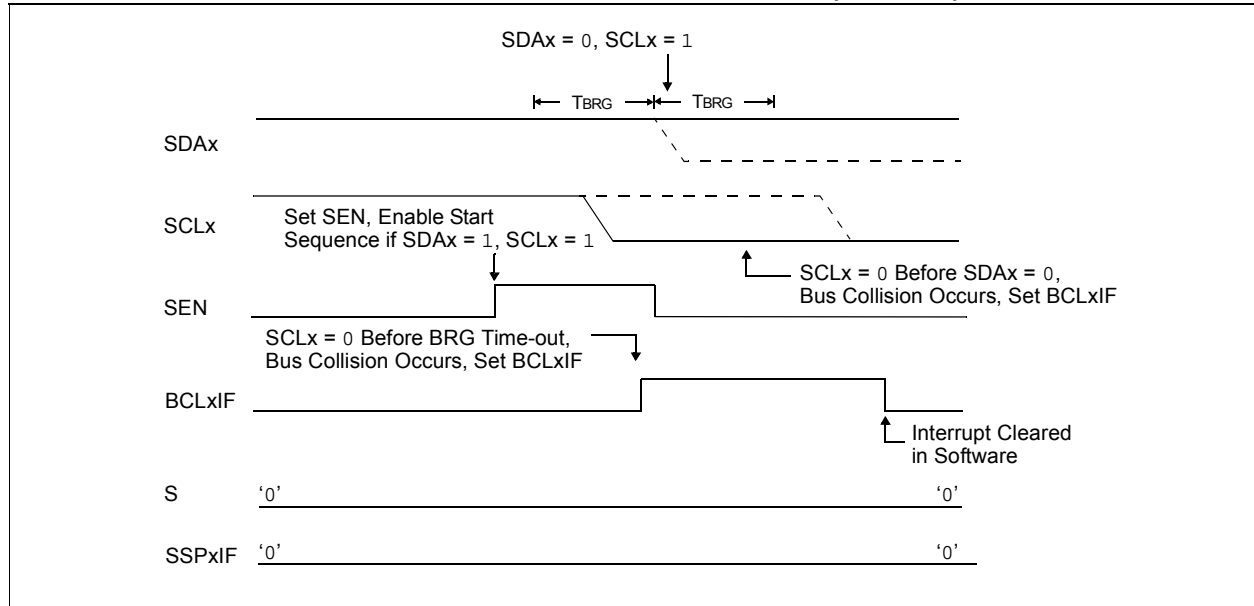 SDAx = 0, SCLx = 1
TBRG TBRG
SDAx
SCLx
Set SEN, Enable Start
Sequence if SDAx = 1, SCLx = 1
SCLx = 0 Before SDAx = 0,
Bus Collision Occurs, Set BCLxIF
SEN
SCLx = 0 Before BRG Time-out,
Bus Collision Occurs, Set BCLxIF
BCLxIF
Interrupt Cleared
in Software
S ‘0’ ‘0’
SSPxIF ‘0’ ‘0’